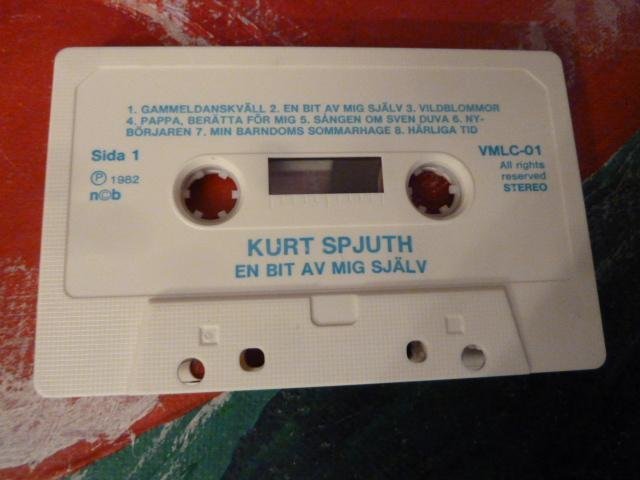 1. GAMMELDANSKVÄLL 2. EN BIT AV MIG SJÄLV 3. VILDBLOMMOR
4. PAPPA, BERÄTTA FÖR MIG 5. SÅNGEN OM SVEN DUVA 6. NY-
BÖRJAREN 7. MIN BARNDOMS SOMMARHAGE 8. HÄRLIGA TID
Sida 1
Ⓟ 1982
n©b
VMLC-01
All rights
reserved
STEREO
KURT SPJUTH
EN BIT AV MIG SJÄLV